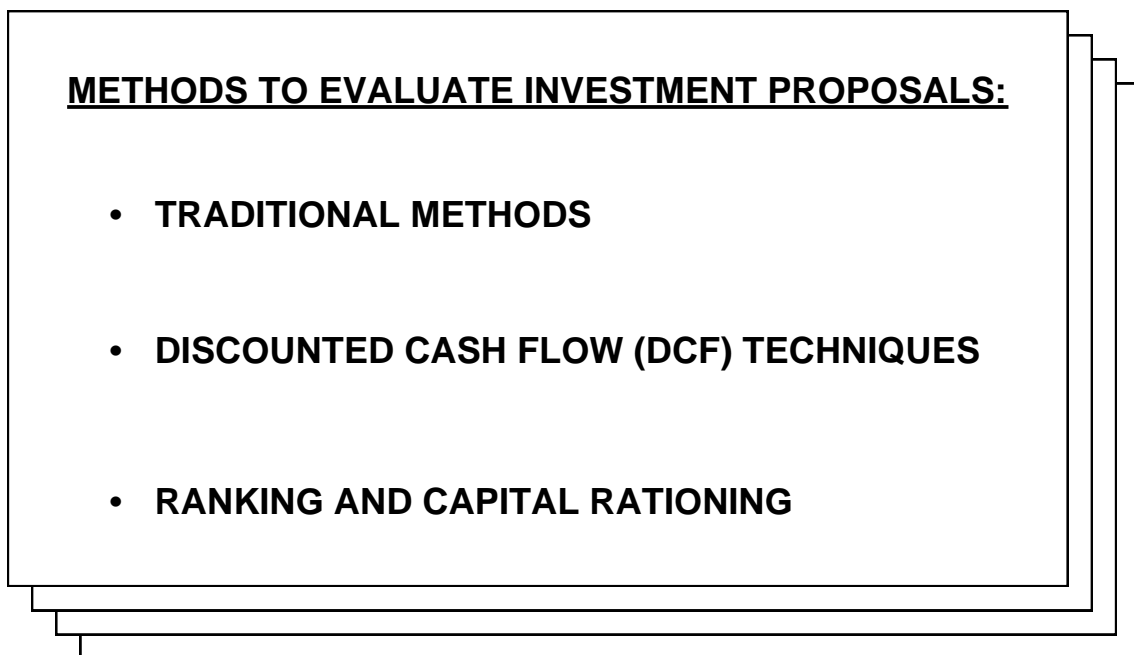 METHODS TO EVALUATE INVESTMENT PROPOSALS:
• TRADITIONAL METHODS
• DISCOUNTED CASH FLOW (DCF) TECHNIQUES
• RANKING AND CAPITAL RATIONING